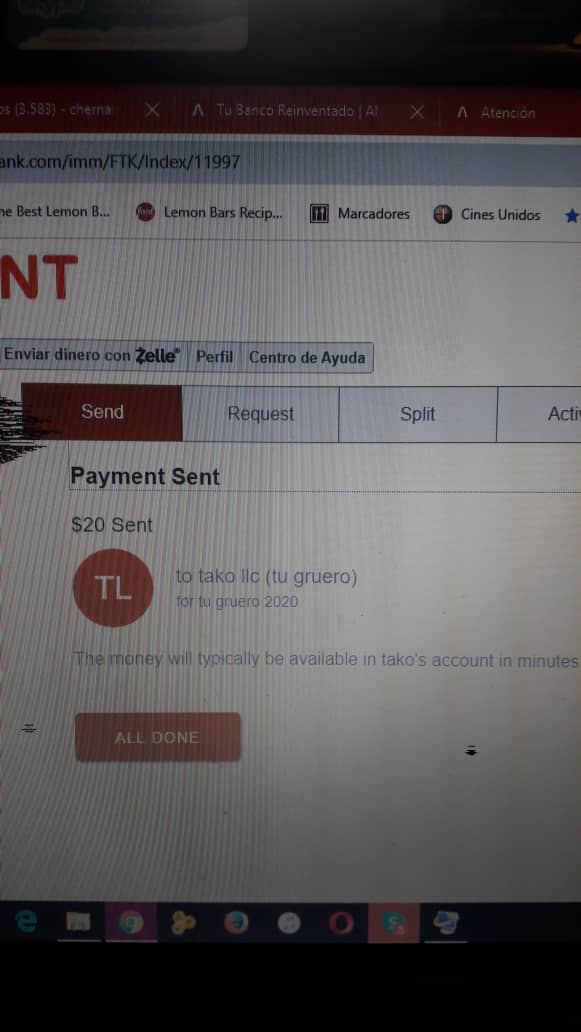 os (3.583) - cherna
Tu Banco Reinventado | A
Atención
ank.com/imm/FTK/Index/11997
he Best Lemon B...
food
Lemon Bars Recip...
Marcadores
Cines Unidos
NT
Enviar dinero con Zelle®
Perfil
Centro de Ayuda
Send
Request
Split
Activ
Payment Sent
$20 Sent
TL
to tako llc (tu gruero)
for tu gruero 2020
The money will typically be available in tako's account in minutes
ALL DONE